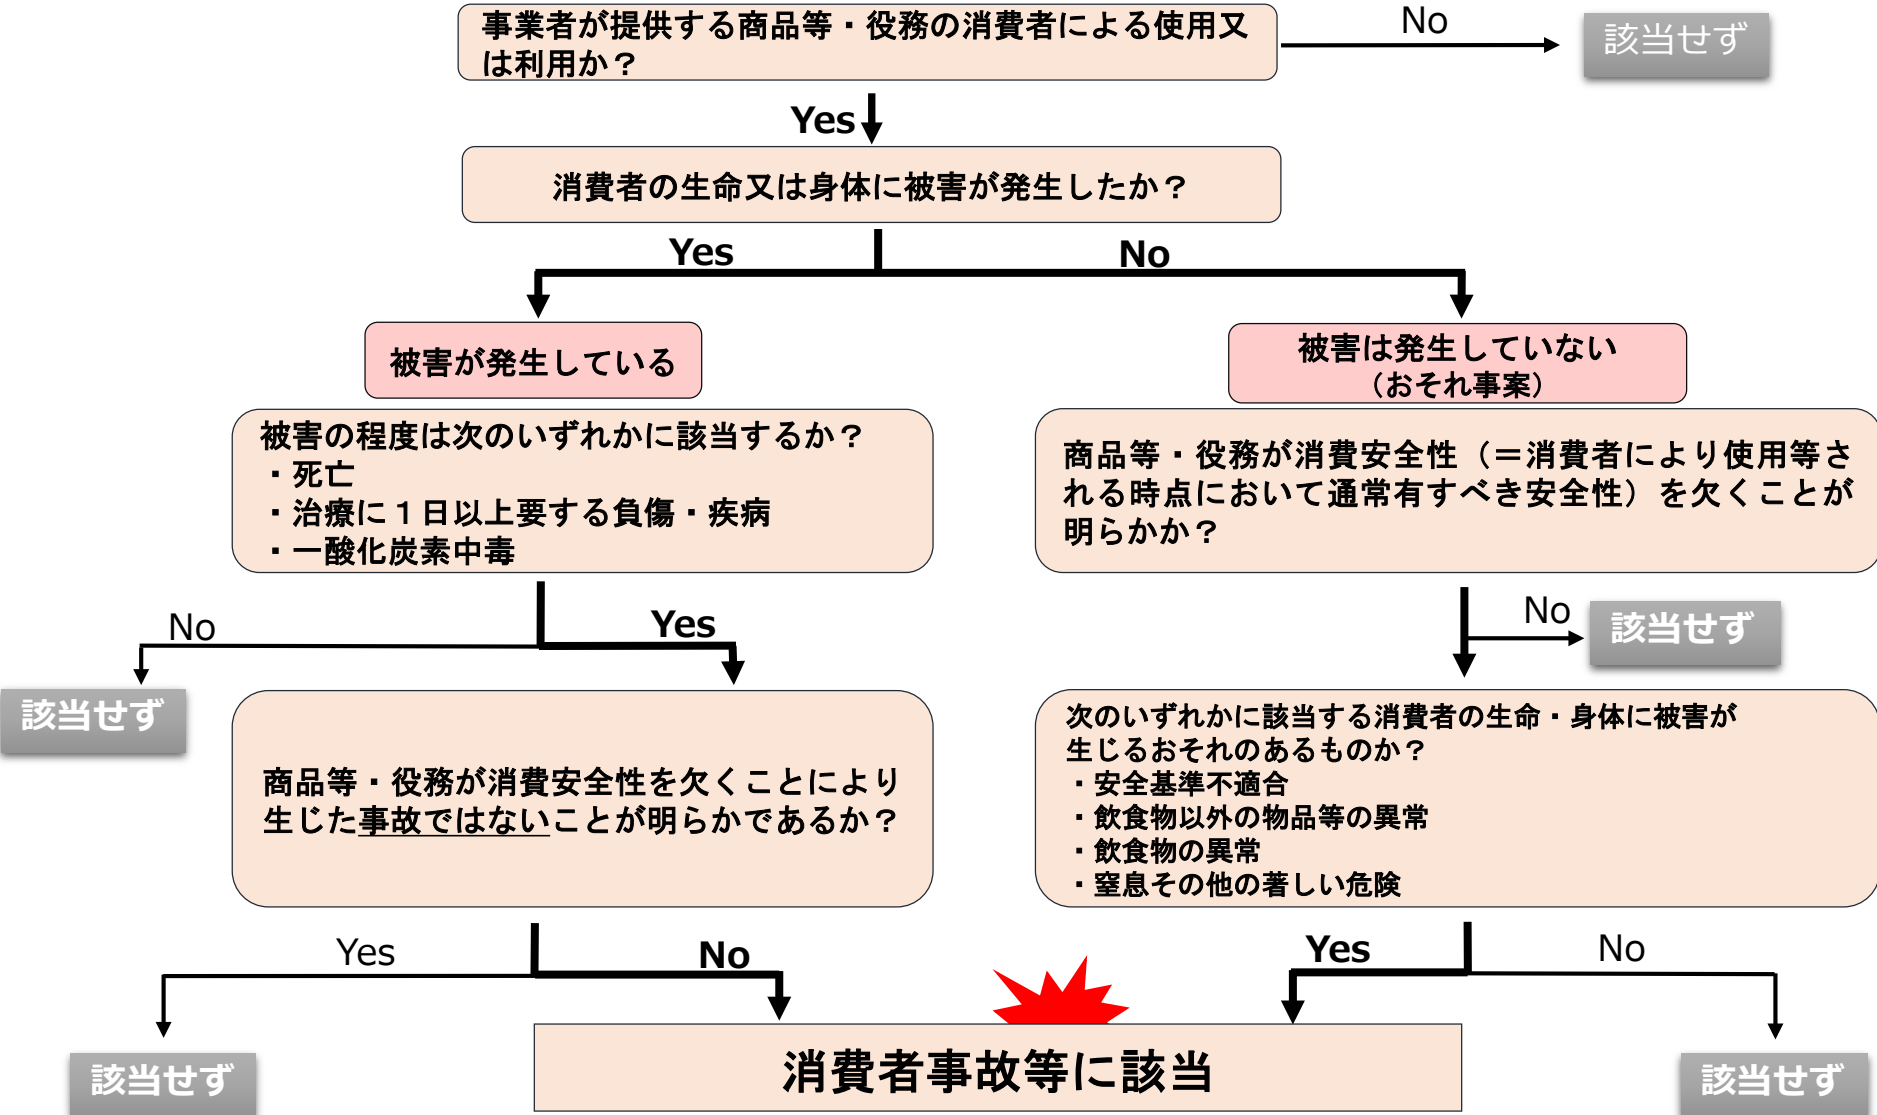 事業者が提供する商品等・役務の消費者による使用又
は利用か？
No
該当せず
Yes
消費者の生命又は身体に被害が発生したか？
Yes
No
被害が発生している
被害は発生していない
（おそれ事案）
被害の程度は次のいずれかに該当するか？
・死亡
・治療に１日以上要する負傷・疾病
・一酸化炭素中毒
商品等・役務が消費安全性（＝消費者により使用等さ
れる時点において通常有すべき安全性）を欠くことが
明らかか？
No
Yes
No
該当せず
該当せず
商品等・役務が消費安全性を欠くことにより
生じた事故ではないことが明らかであるか？
次のいずれかに該当する消費者の生命・身体に被害が
生じるおそれのあるものか？
・安全基準不適合
・飲食物以外の物品等の異常
・飲食物の異常
・窒息その他の著しい危険
Yes
No
Yes
No
該当せず
消費者事故等に該当
該当せず